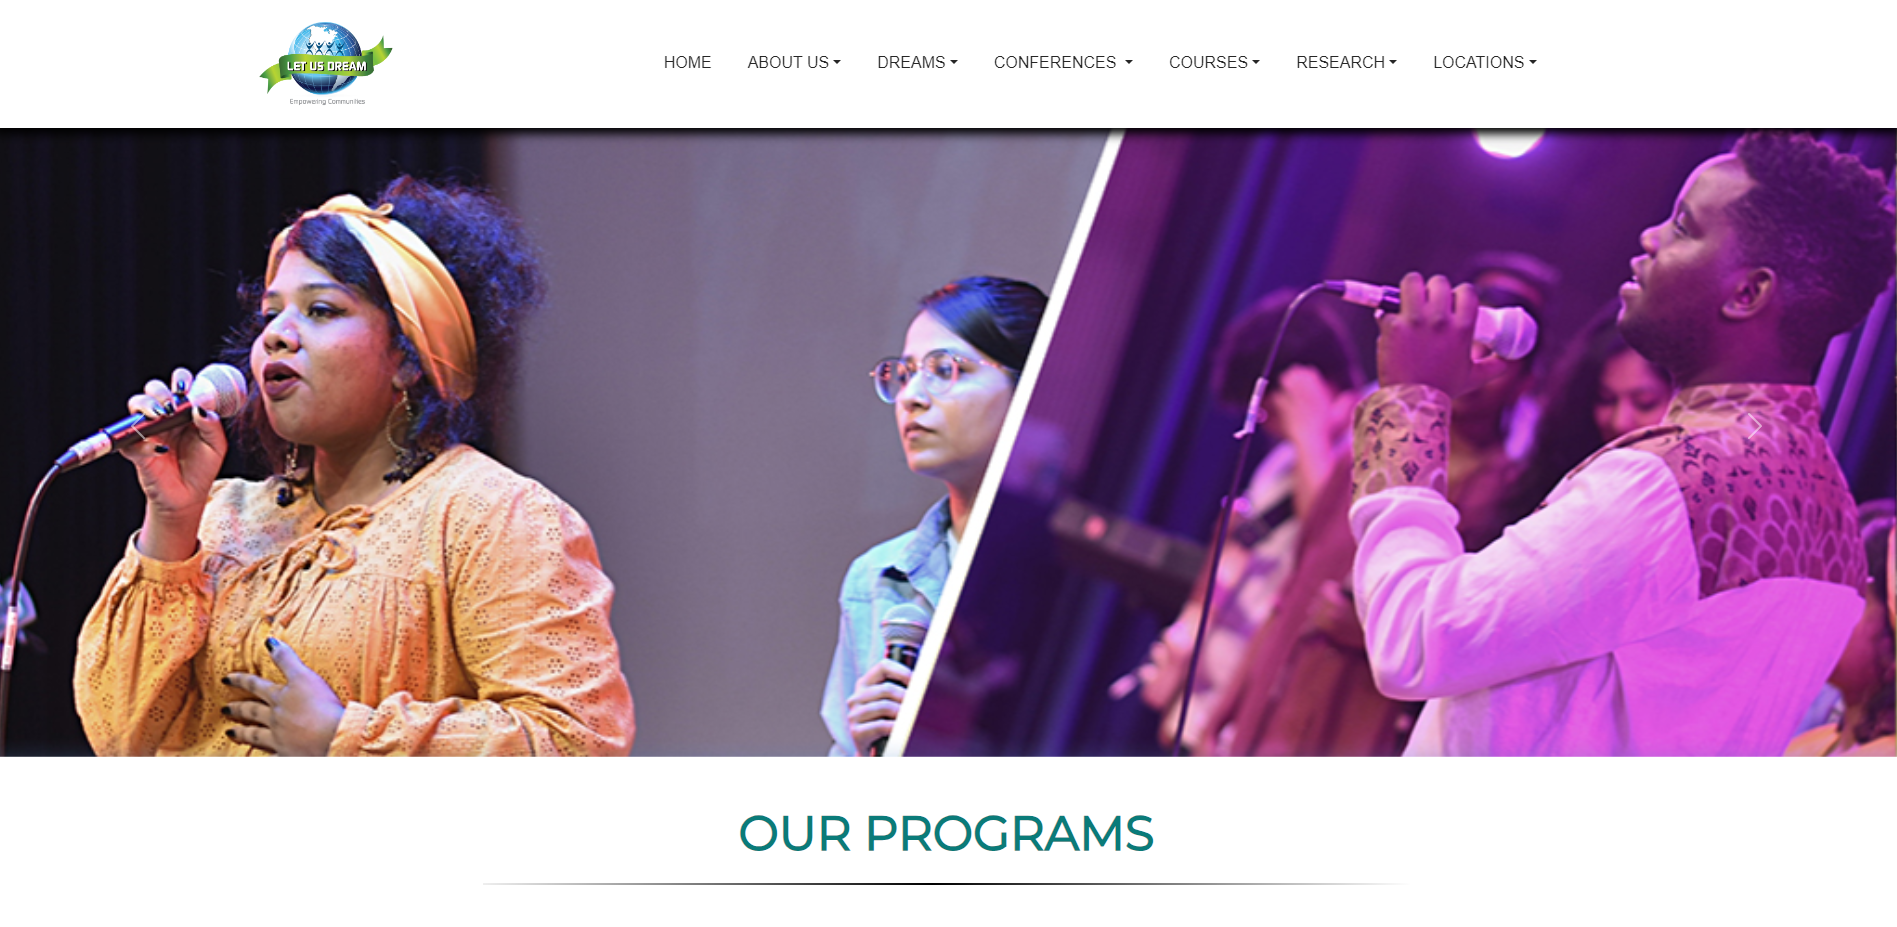 LET US DREAM
Empowering Communities
HOME ABOUT US DREAMS CONFERENCES COURSES RESEARCH LOCATIONS
OUR PROGRAMS